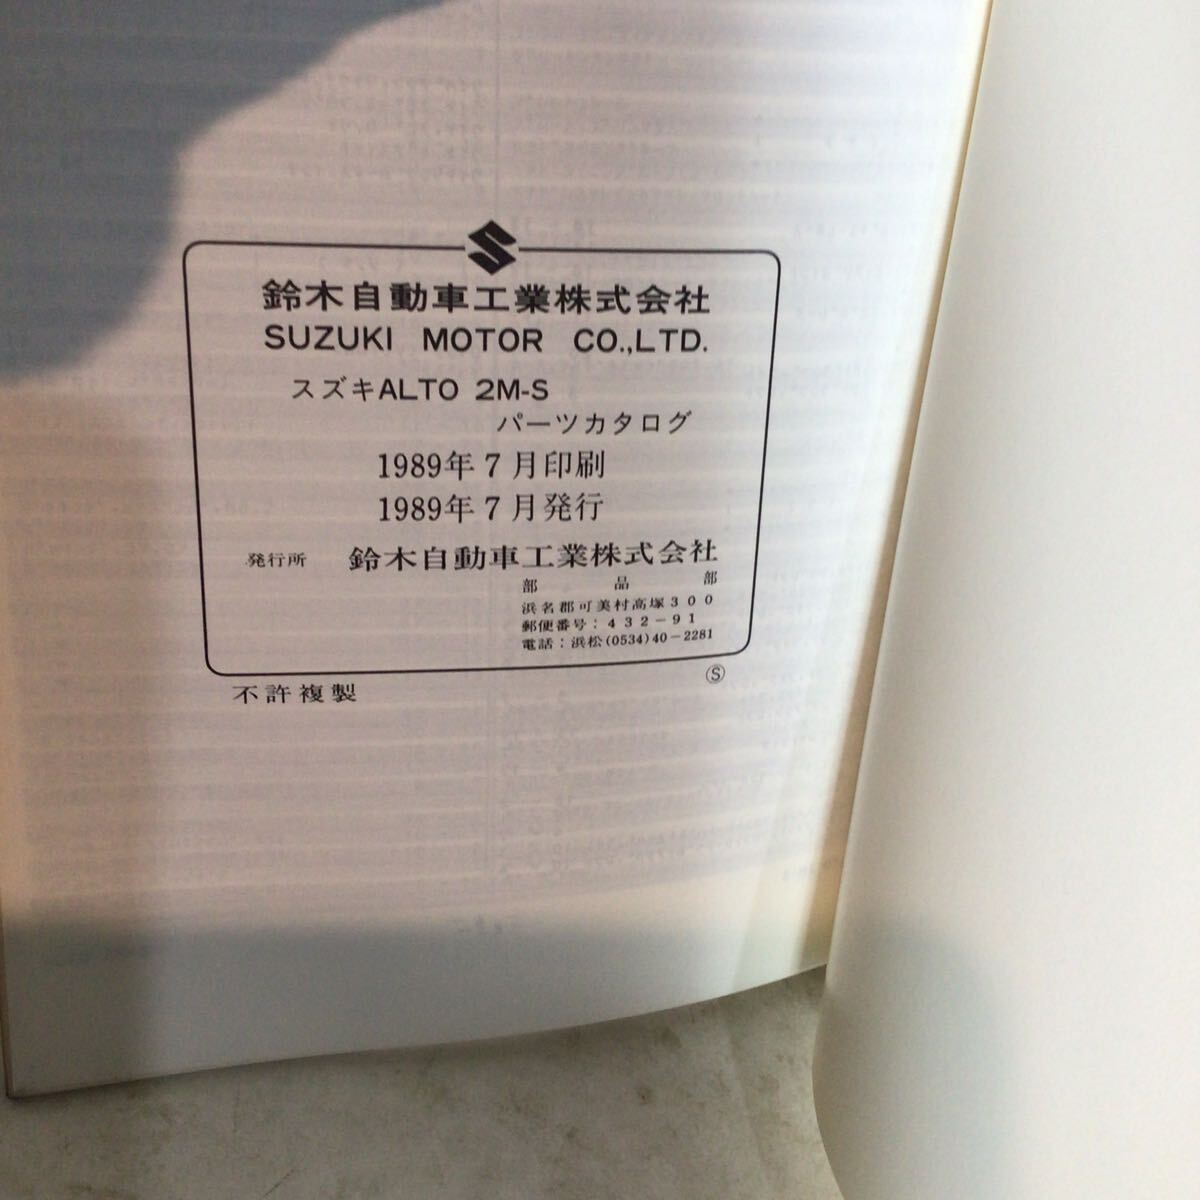 鈴木自動車工業株式会社
SUZUKI MOTOR CO.,LTD.
スズキALTO 2M-S
パーツカタログ
1989年7月印刷
1989年7月発行
発行所 鈴木自動車工業株式会社
部品部
浜名郡可美村高塚300
郵便番号:432-91
電話:浜松(0534)40-2281
Ⓢ
不許複製